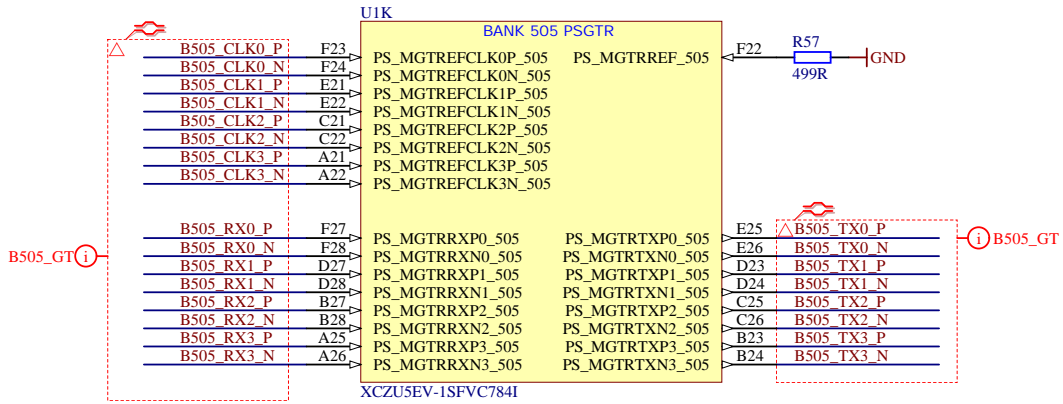 U1K
BANK 505 PSGTR
B505_CLK0_P F23 PS_MGTREFCLK0P_505 PS_MGTRREF_505 F22 R57 GND
499R
B505_CLK0_N F24 PS_MGTREFCLK0N_505
B505_CLK1_P E21 PS_MGTREFCLK1P_505
B505_CLK1_N E22 PS_MGTREFCLK1N_505
B505_CLK2_P C21 PS_MGTREFCLK2P_505
B505_CLK2_N C22 PS_MGTREFCLK2N_505
B505_CLK3_P A21 PS_MGTREFCLK3P_505
B505_CLK3_N A22 PS_MGTREFCLK3N_505
B505_RX0_P F27 PS_MGTRRXP0_505 PS_MGTRTXP0_505 E25 B505_TX0_P
B505_RX0_N F28 PS_MGTRRXN0_505 PS_MGTRTXN0_505 E26 B505_TX0_N
B505_GT i B505_RX1_P D27 PS_MGTRRXP1_505 PS_MGTRTXP1_505 D23 B505_TX1_P i B505_GT
B505_RX1_N D28 PS_MGTRRXN1_505 PS_MGTRTXN1_505 D24 B505_TX1_N
B505_RX2_P B27 PS_MGTRRXP2_505 PS_MGTRTXP2_505 C25 B505_TX2_P
B505_RX2_N B28 PS_MGTRRXN2_505 PS_MGTRTXN2_505 C26 B505_TX2_N
B505_RX3_P A25 PS_MGTRRXP3_505 PS_MGTRTXP3_505 B23 B505_TX3_P
B505_RX3_N A26 PS_MGTRRXN3_505 PS_MGTRTXN3_505 B24 B505_TX3_N
XCZU5EV-1SFVC784I